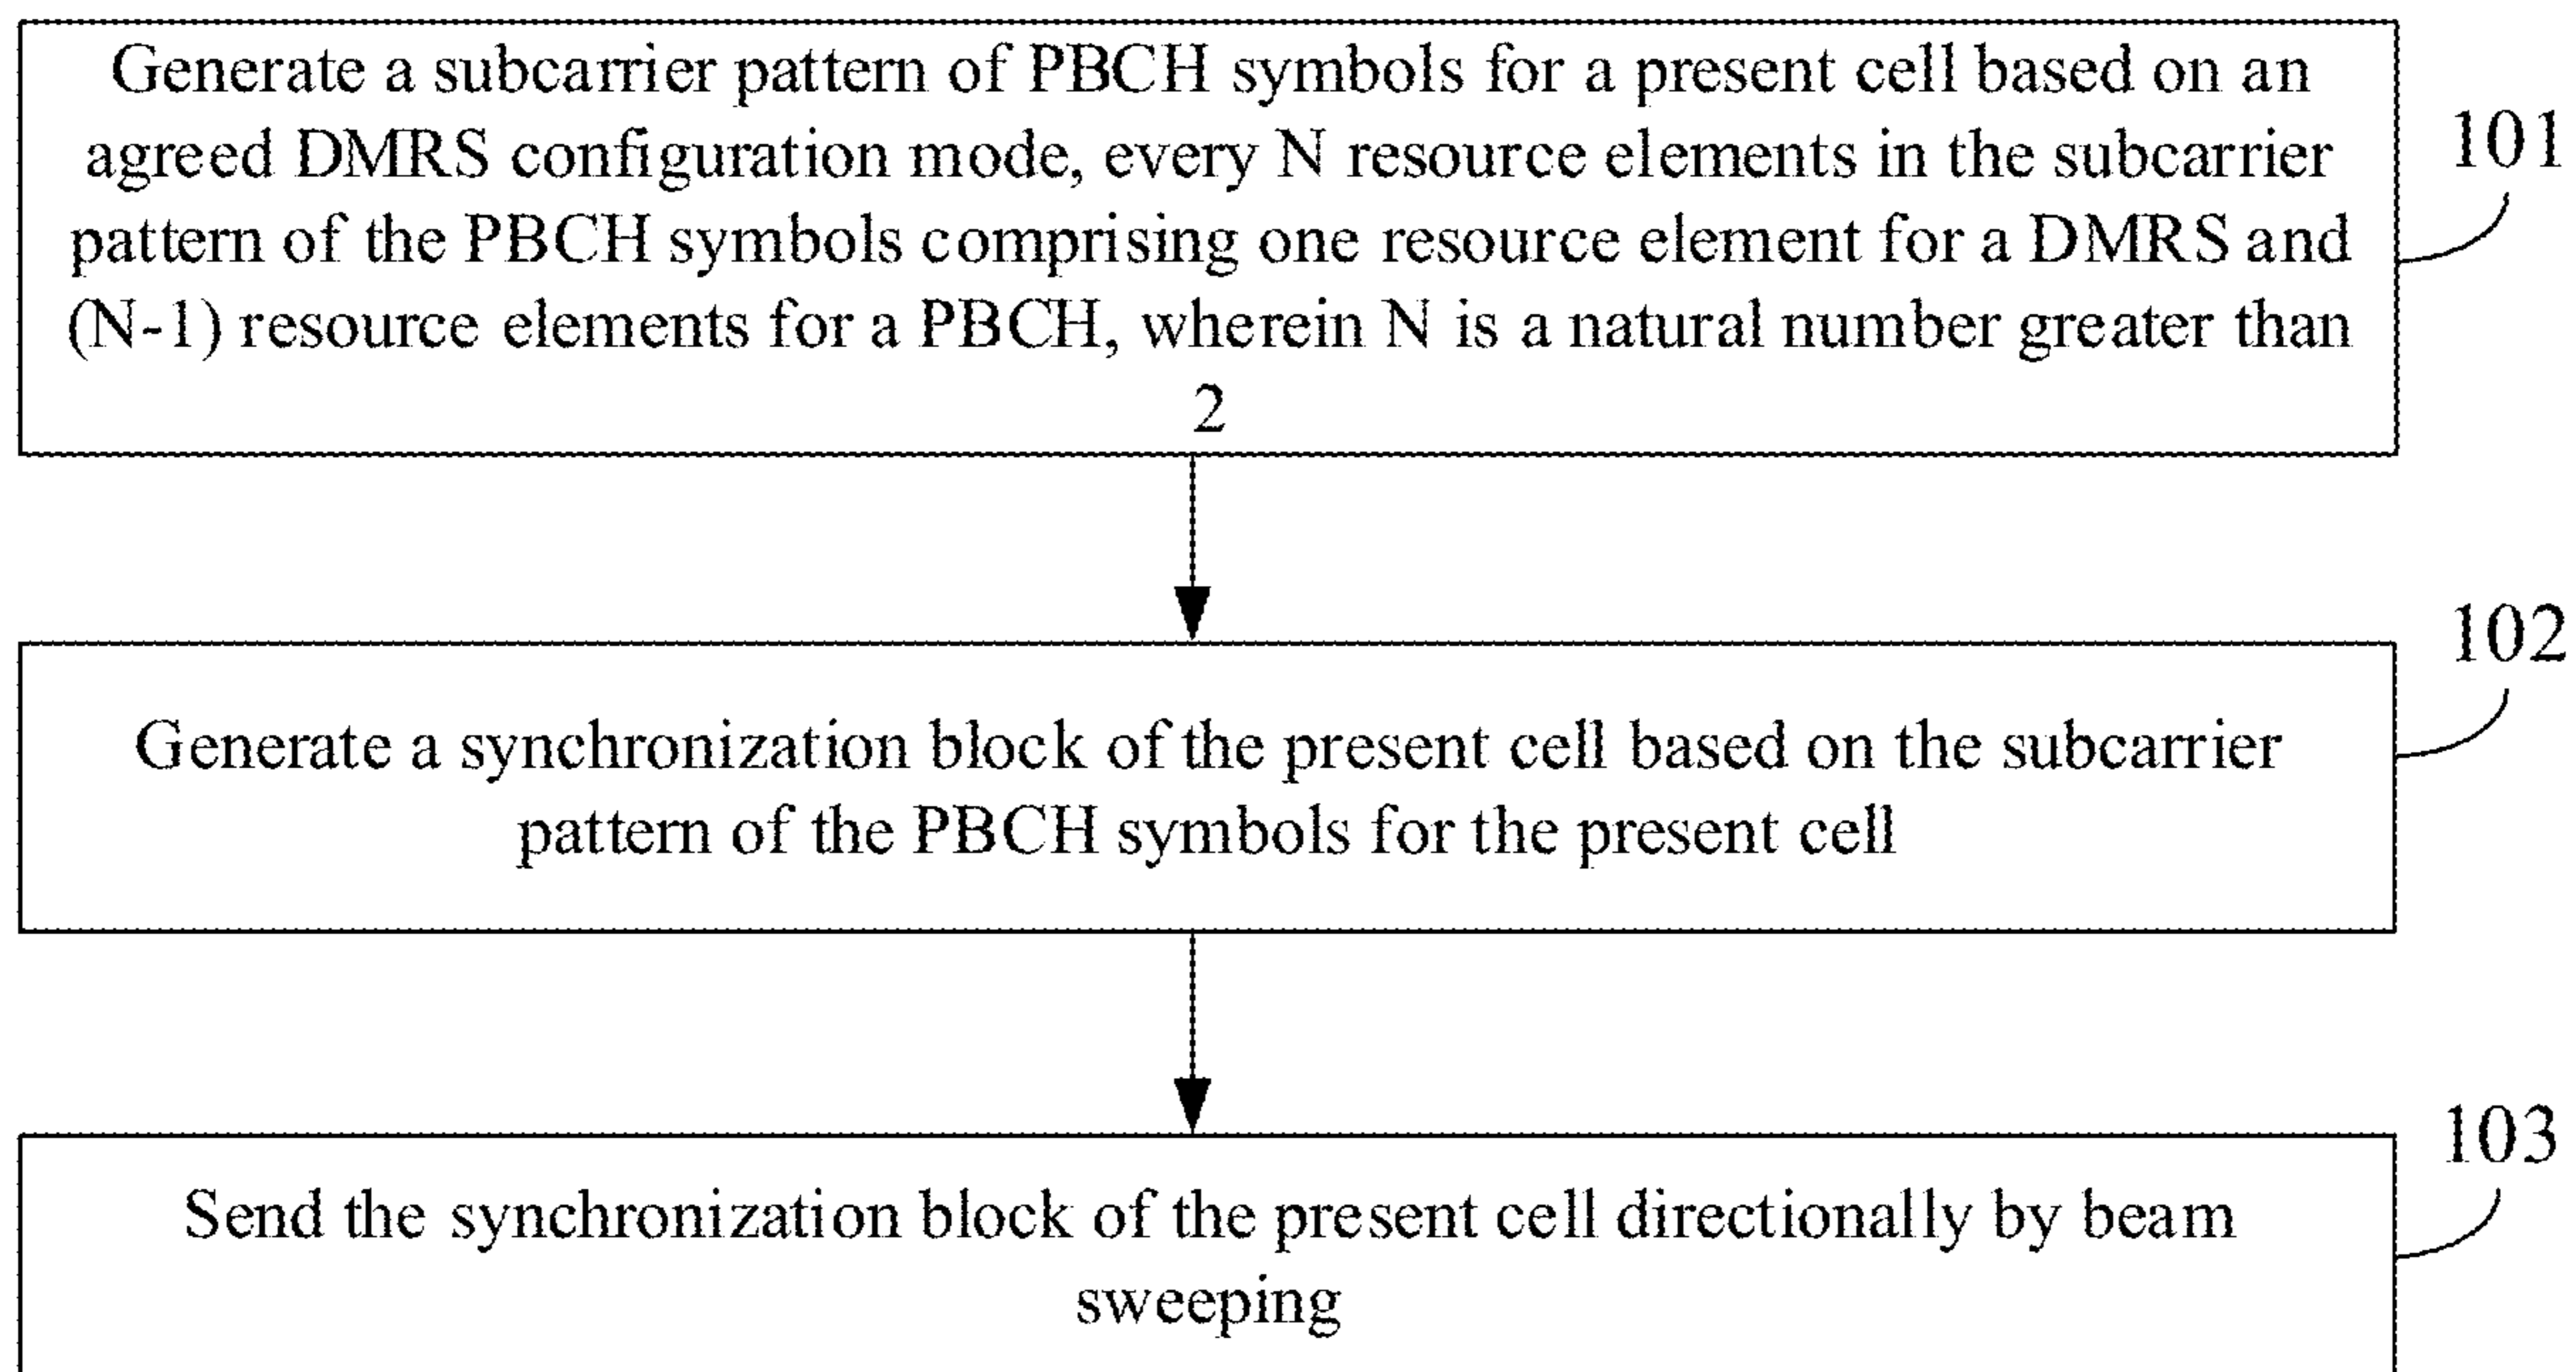 Generate a subcarrier pattern of PBCH symbols for a present cell based on an
agreed DMRS configuration mode, every N resource elements in the subcarrier
pattern of the PBCH symbols comprising one resource element for a DMRS and
(N-1) resource elements for a PBCH, wherein N is a natural number greater than
2
101
Generate a synchronization block of the present cell based on the subcarrier
pattern of the PBCH symbols for the present cell
102
Send the synchronization block of the present cell directionally by beam
sweeping
103